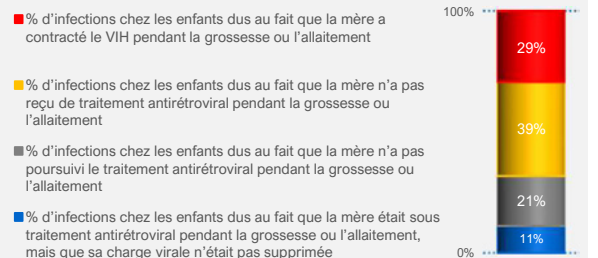 % d’infections chez les enfants dus au fait que la mère a
contracté le VIH pendant la grossesse ou l’allaitement
% d’infections chez les enfants dus au fait que la mère n’a pas
reçu de traitement antirétroviral pendant la grossesse ou
l’allaitement
% d’infections chez les enfants dus au fait que la mère n’a pas
poursuivi le traitement antirétroviral pendant la grossesse ou
l’allaitement
% d’infections chez les enfants dus au fait que la mère était sous
traitement antirétroviral pendant la grossesse ou l’allaitement,
mais que sa charge virale n’était pas supprimée
100%
29%
39%
21%
11%
0%